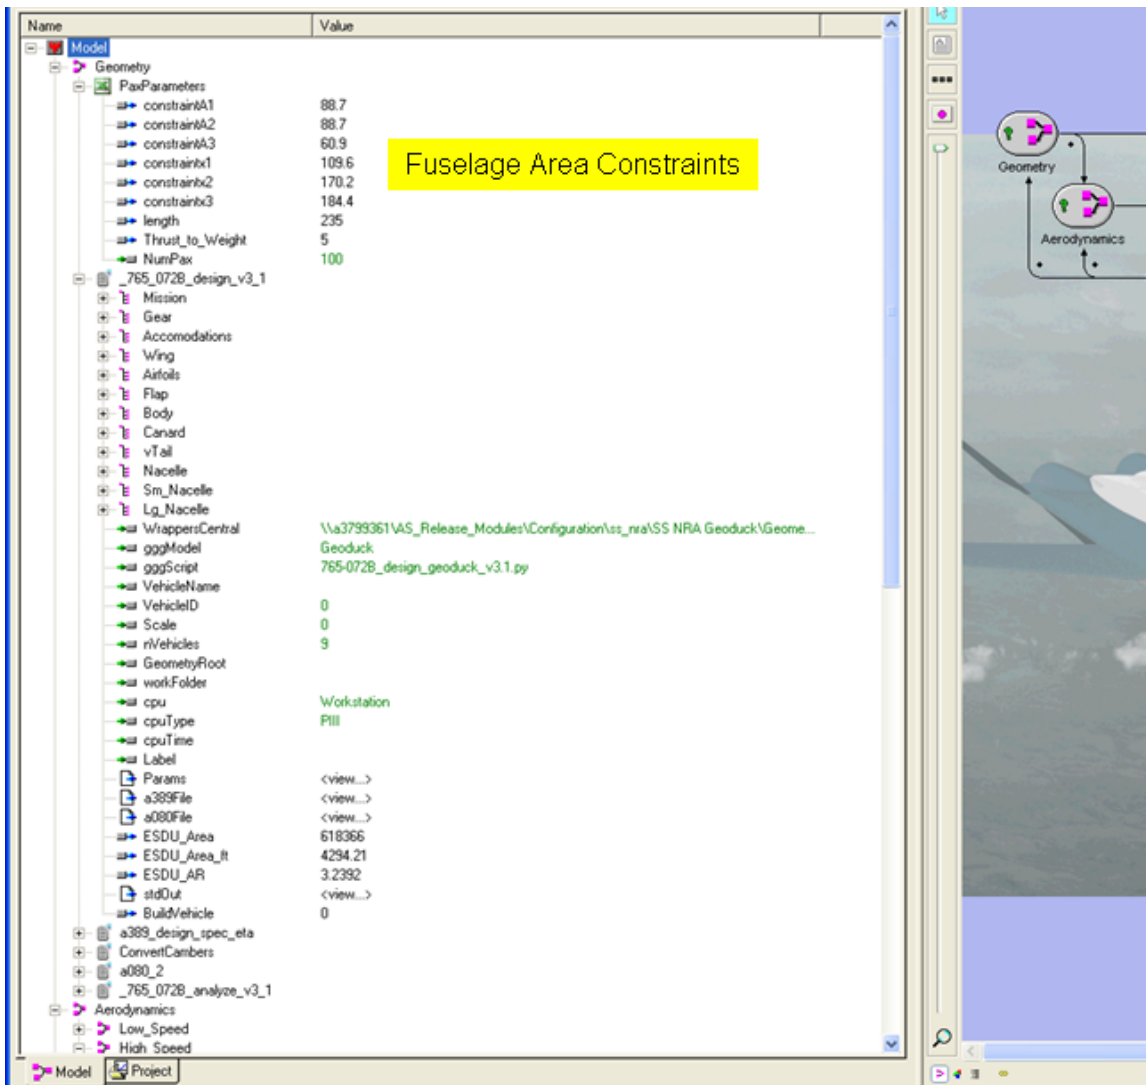 Name Value
Model
Geometry
PaxParameters
constraintA1 88.7
constraintA2 88.7
constraintA3 60.9
constraintx1 109.6
constraintx2 170.2
constraintx3 184.4
length 235
Thrust_to_Weight 5
NumPax 100
Fuselage Area Constraints
_765_072B_design_v3_1
Mission
Gear
Accomodations
Wing
Airfoils
Flap
Body
Canard
vTail
Nacelle
Sm_Nacelle
Lg_Nacelle
WrappersCentral \\a3799361\AS_Release_Modules\Configuration\ss_nra\SS NRA Geoduck\Geome...
gggModel Geoduck
gggScript 765-072B_design_geoduck_v3.1.py
VehicleName
VehicleID 0
Scale 0
nVehicles 9
GeometryRoot
workFolder
cpu Workstation
cpuType PIII
cpuTime
Label
Params <view...>
a389File <view...>
a080File <view...>
ESDU_Area 618366
ESDU_Area_ft 4294.21
ESDU_AR 3.2392
stdOut <view...>
BuildVehicle 0
a389_design_spec_eta
ConvertCambers
a080_2
_765_072B_analyze_v3_1
Aerodynamics
Low_Speed
High_Speed
Model Project
Geometry
Aerodynamics